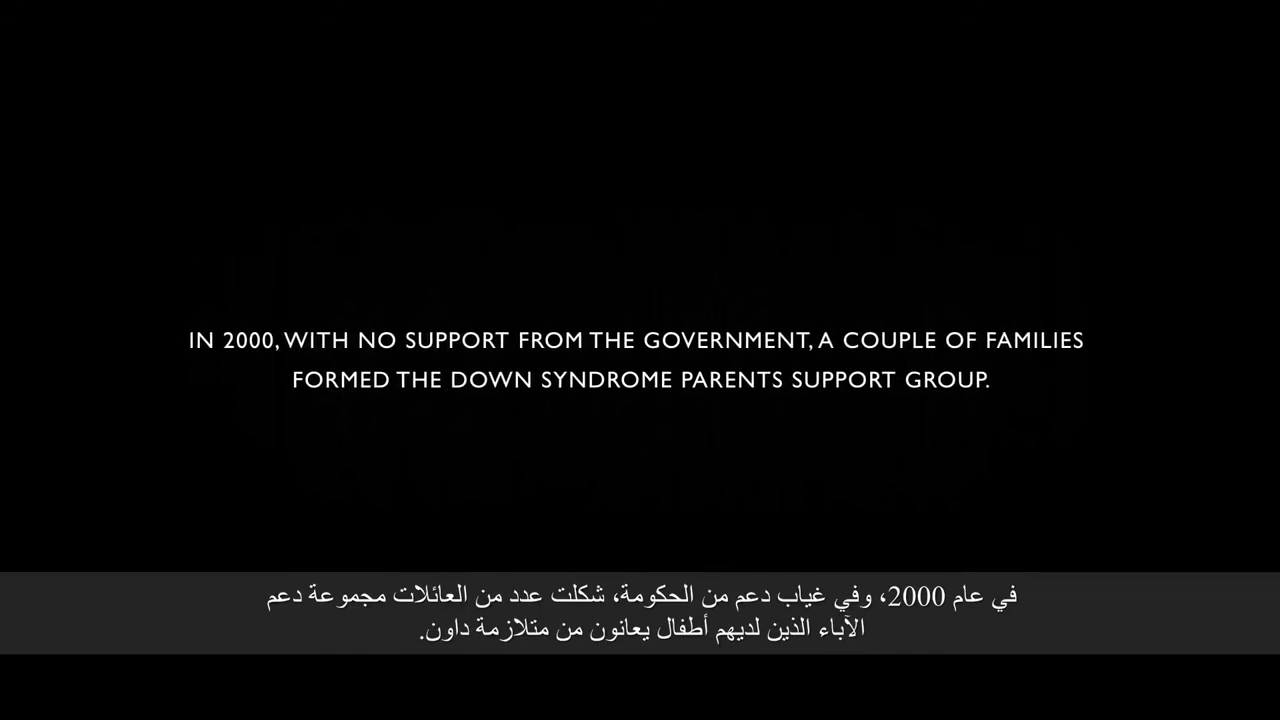 IN 2000, WITH NO SUPPORT FROM THE GOVERNMENT, A COUPLE OF FAMILIES
FORMED THE DOWN SYNDROME PARENTS SUPPORT GROUP.
في عام 2000، وفي غياب دعم من الحكومة، شكلت عدد من العائلات مجموعة دعم
الآباء الذين لديهم أطفال يعانون من متلازمة داون.